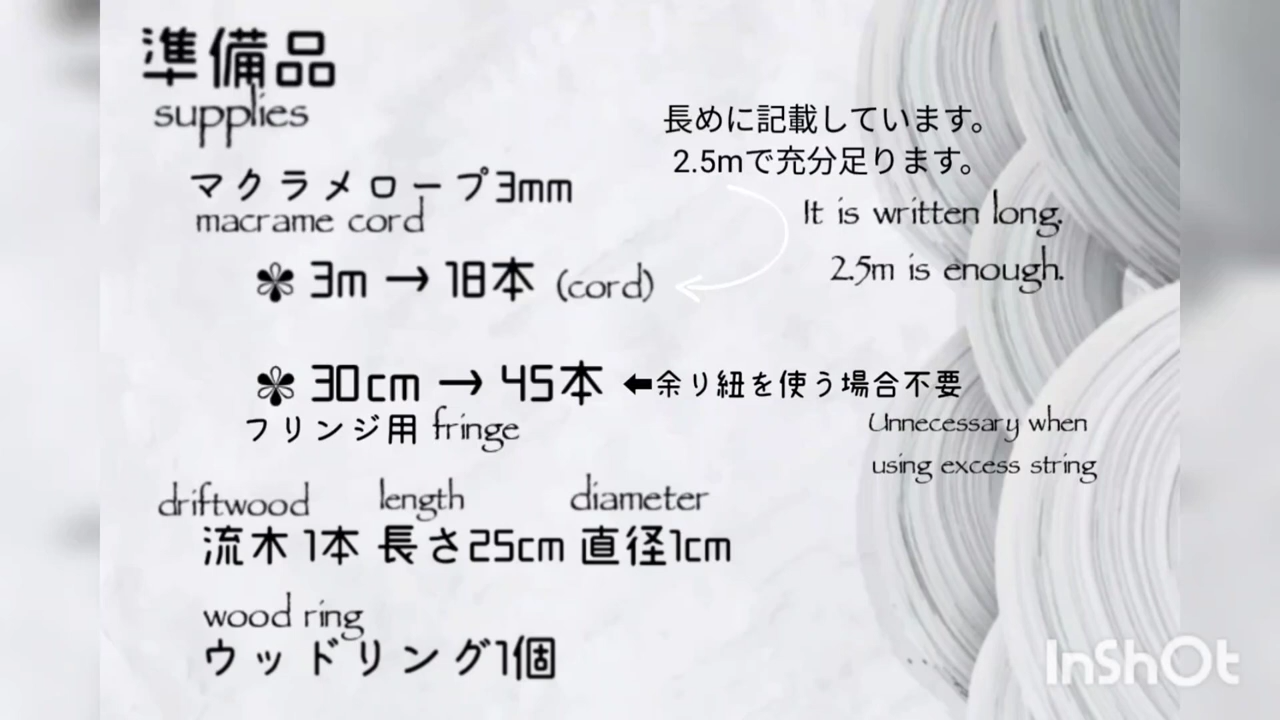 準備品
supplies
長めに記載しています。
2.5mで充分足ります。
It is written long.
2.5m is enough.
マクラメロープ3mm
macrame cord
✽ 3m → 18本 (cord)
✽ 30cm → 45本 ⬅余り紐を使う場合不要
フリンジ用 fringe
Unnecessary when
using excess string
driftwood length diameter
流木1本 長さ25cm 直径1cm
wood ring
ウッドリング1個
InShOt